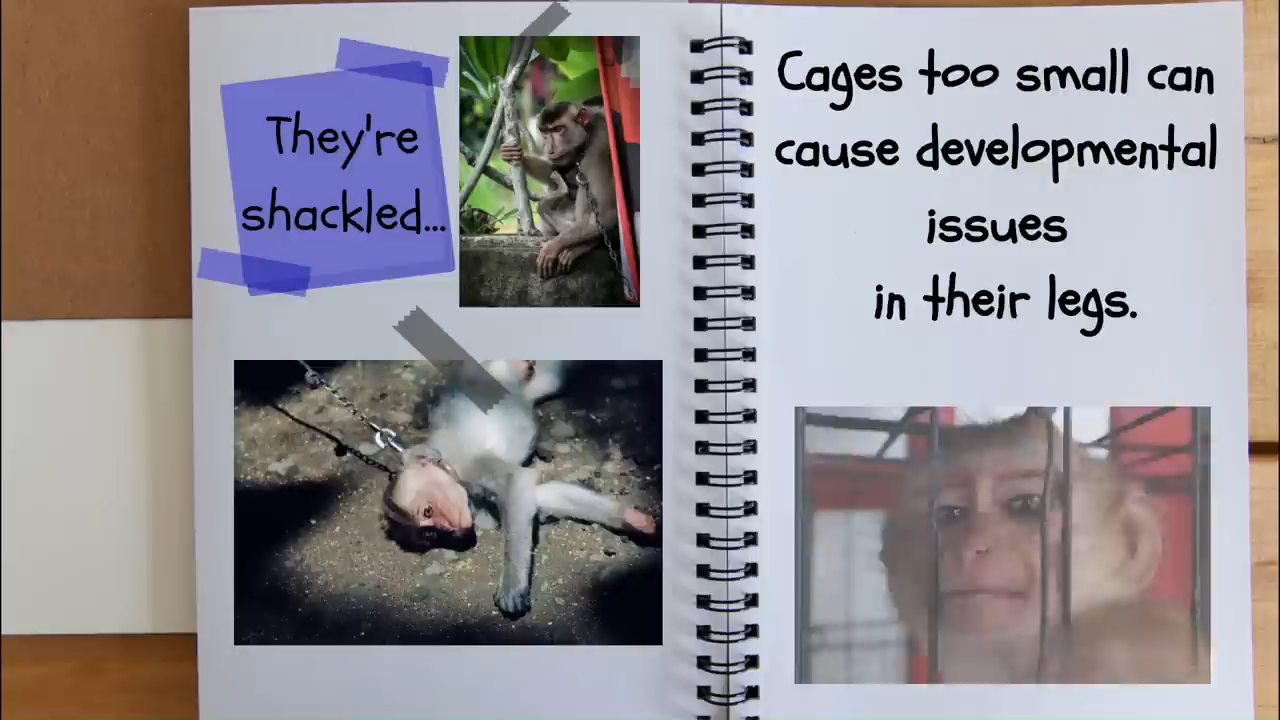 They're
shackled...
Cages too small can
cause developmental
issues
in their legs.